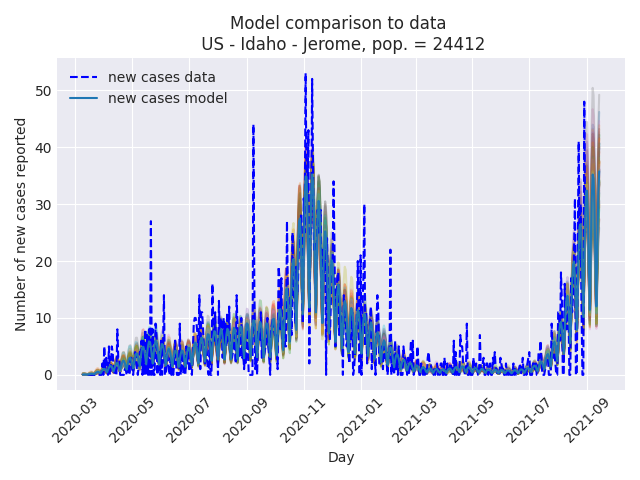 Model comparison to data
US - Idaho - Jerome, pop. = 24412
new cases data
new cases model
Number of new cases reported
50
40
30
20
10
0
2020-03
2020-05
2020-07
2020-09
2020-11
2021-01
2021-03
2021-05
2021-07
2021-09
Day